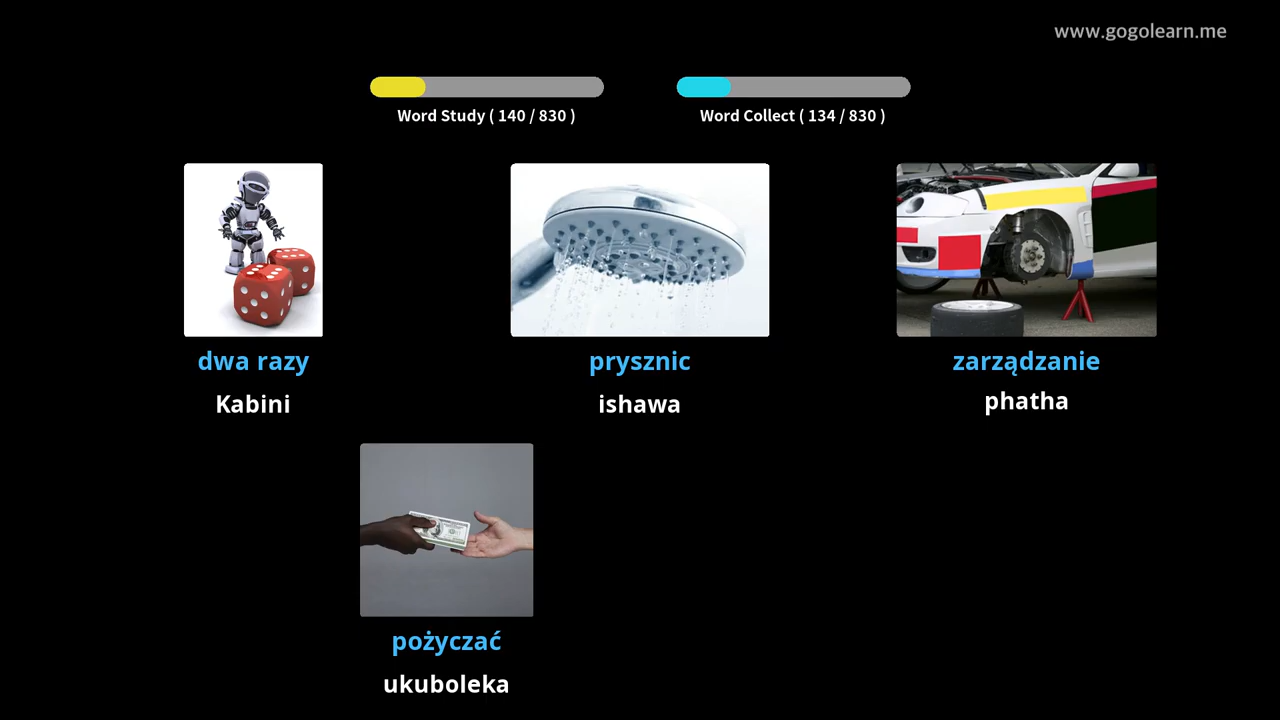 www.gogolearn.me
Word Study ( 140 / 830 )
Word Collect ( 134 / 830 )
dwa razy
Kabini
prysznic
ishawa
zarządzanie
phatha
pożyczać
ukuboleka